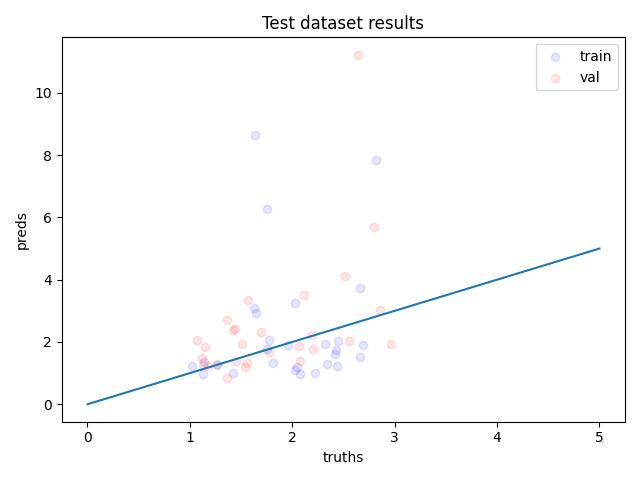 Test dataset results
train
val
preds
10
8
6
4
2
0
0 1 2 3 4 5
truths